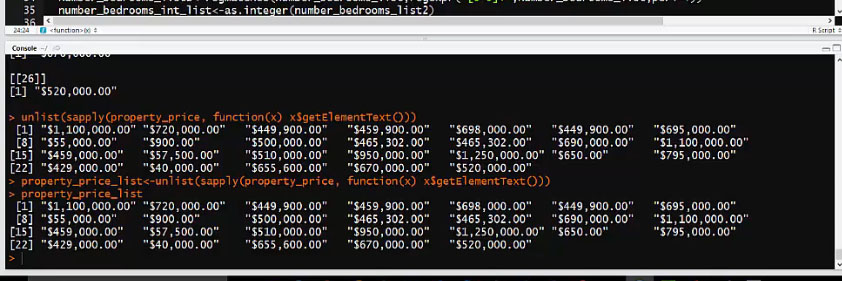 35 number_bedrooms_int_list<-as.integer(number_bedrooms_list2)
36
24:24 <function>(x) R Script
Console ~/
[[26]]
[1] "$520,000.00"
> unlist(sapply(property_price, function(x) x$getElementText()))
[1] "$1,100,000.00" "$720,000.00" "$449,900.00" "$459,900.00" "$698,000.00" "$449,900.00" "$695,000.00"
[8] "$55,000.00" "$900.00" "$500,000.00" "$465,302.00" "$465,302.00" "$690,000.00" "$1,100,000.00"
[15] "$459,000.00" "$57,500.00" "$510,000.00" "$950,000.00" "$1,250,000.00" "$650.00" "$795,000.00"
[22] "$429,000.00" "$40,000.00" "$655,600.00" "$670,000.00" "$520,000.00"
> property_price_list<-unlist(sapply(property_price, function(x) x$getElementText()))
> property_price_list
[1] "$1,100,000.00" "$720,000.00" "$449,900.00" "$459,900.00" "$698,000.00" "$449,900.00" "$695,000.00"
[8] "$55,000.00" "$900.00" "$500,000.00" "$465,302.00" "$465,302.00" "$690,000.00" "$1,100,000.00"
[15] "$459,000.00" "$57,500.00" "$510,000.00" "$950,000.00" "$1,250,000.00" "$650.00" "$795,000.00"
[22] "$429,000.00" "$40,000.00" "$655,600.00" "$670,000.00" "$520,000.00"
>